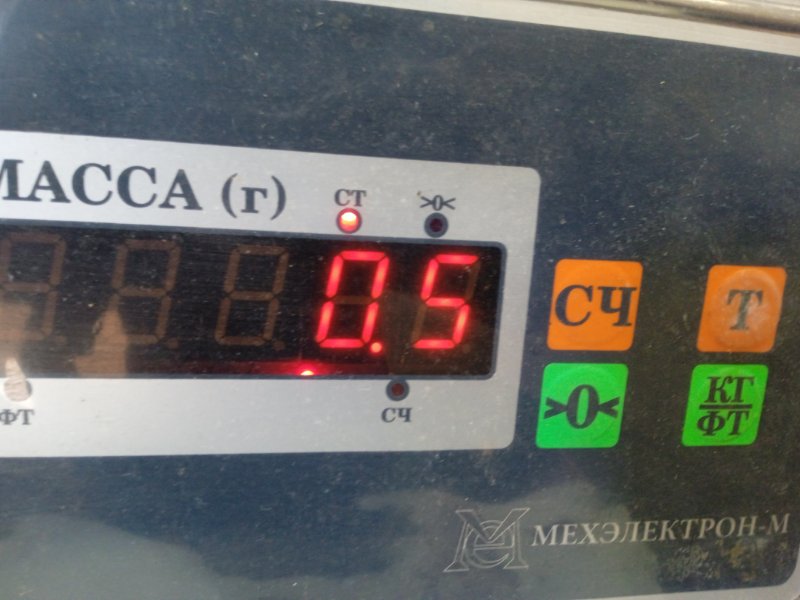 МАССА (г)
СТ
>0<
0.5
СЧ
Т
ФТ
СЧ
>0<
КГ
ФТ
МЕХЭЛЕКТРОН-М